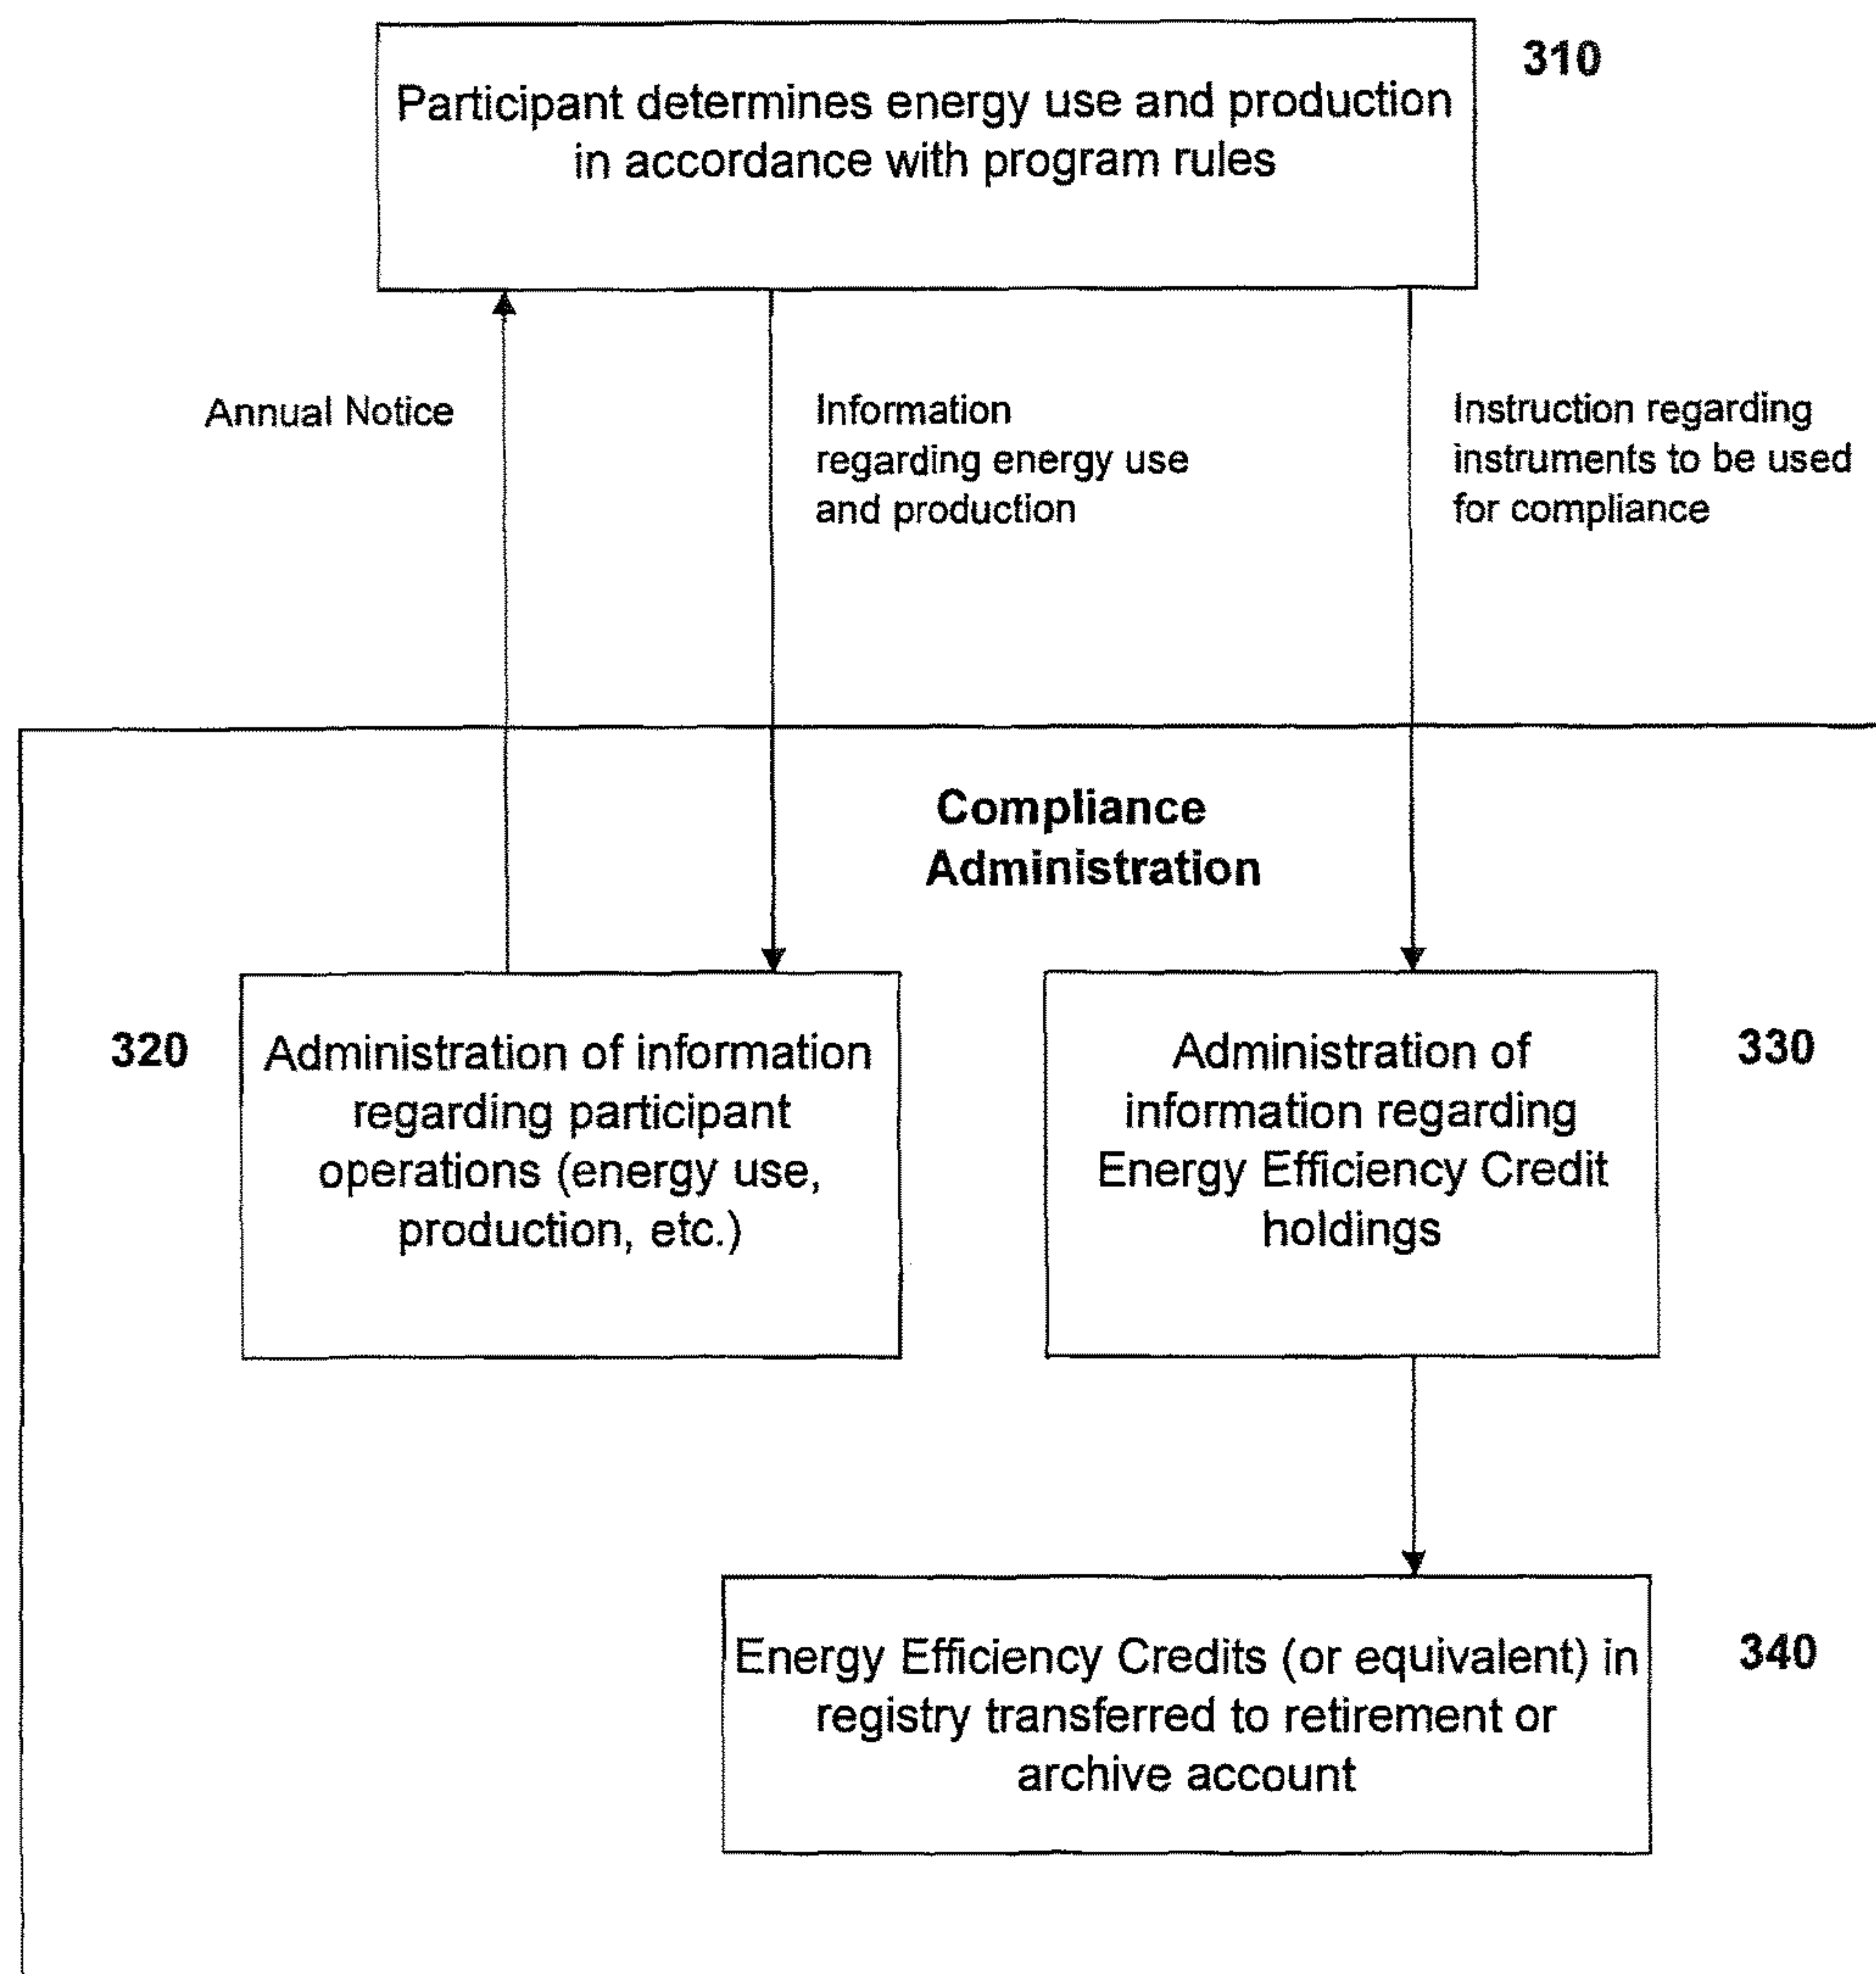 310
Participant determines energy use and production
in accordance with program rules
Annual Notice
Information
regarding energy use
and production
Instruction regarding
instruments to be used
for compliance
Compliance
Administration
320
Administration of information
regarding participant
operations (energy use,
production, etc.)
Administration of
information regarding
Energy Efficiency Credit
holdings
330
Energy Efficiency Credits (or equivalent) in
registry transferred to retirement or
archive account
340